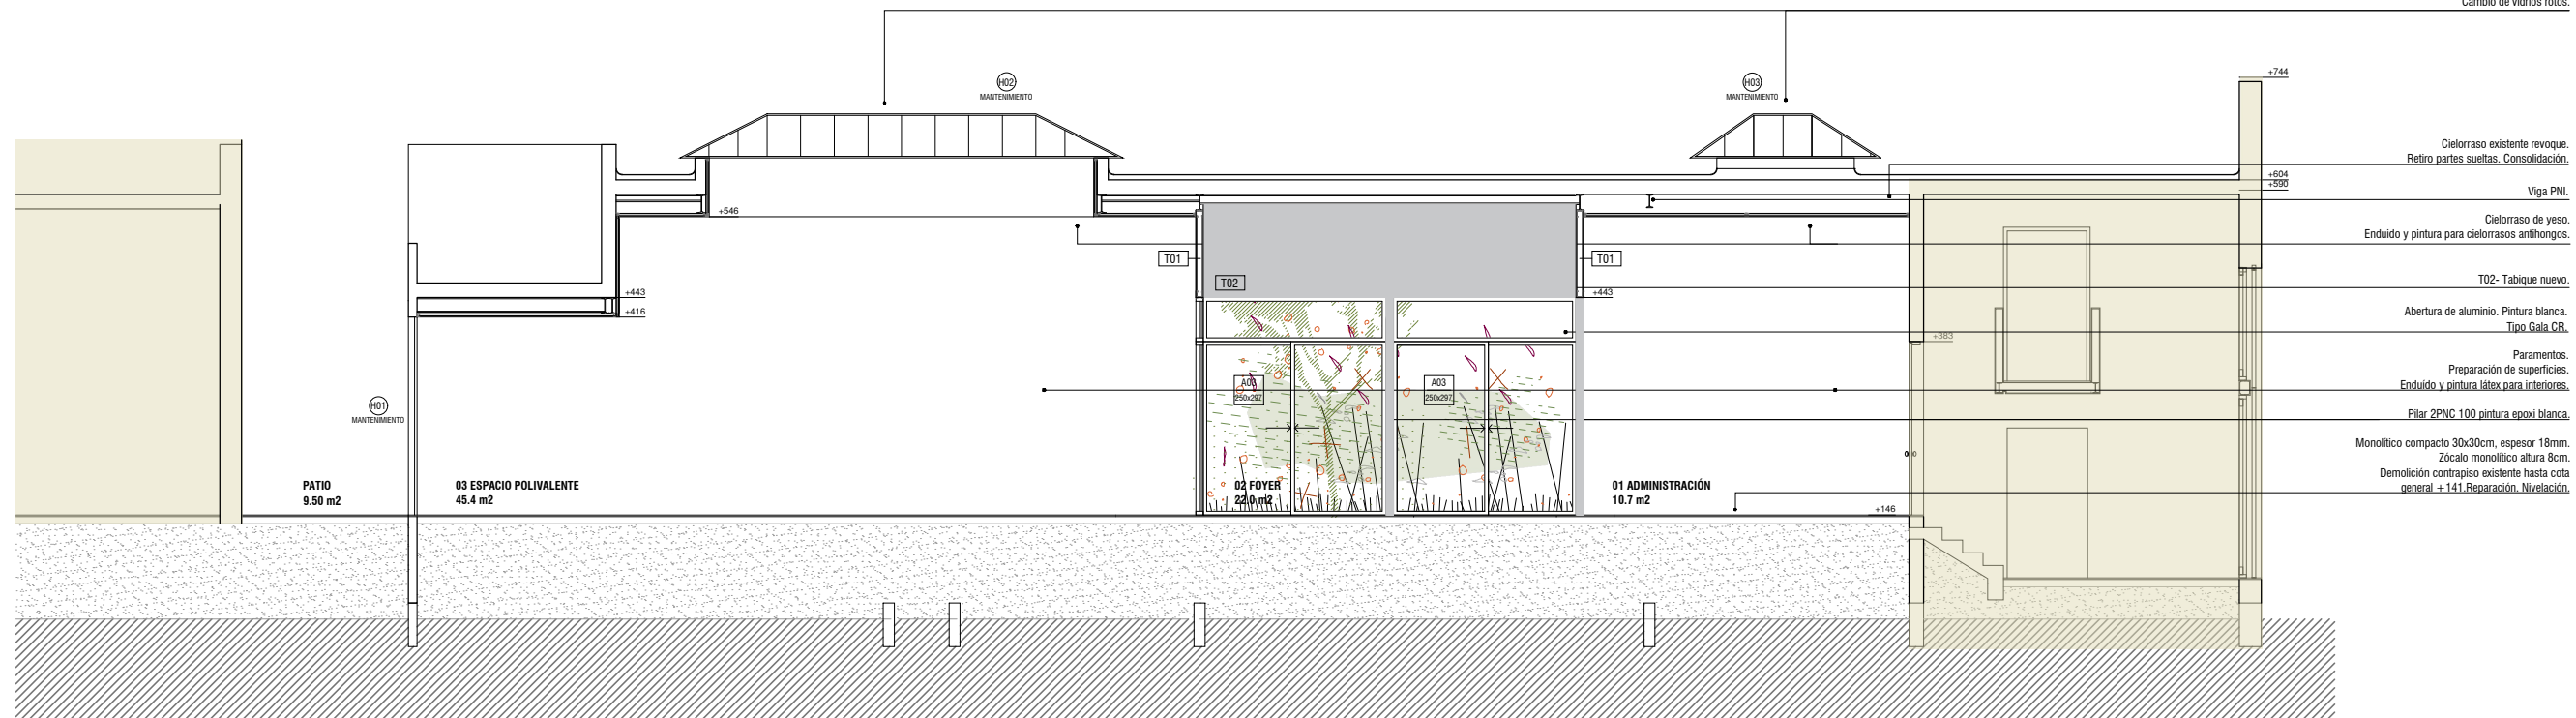 Cambio de vidrios rotos.
H02
MANTENIMIENTO
H03
MANTENIMIENTO
+744
Cielorraso existente revoque.
Retiro partes sueltas. Consolidación.
+604
+590
Viga PNI.
+546
Cielorraso de yeso.
Enduido y pintura para cielorrasos antihongos.
T01
T01
T02
T02- Tabique nuevo.
+443
+443
+416
Abertura de aluminio. Pintura blanca.
Tipo Gala CR.
+383
Paramentos.
Preparación de superficies.
Enduído y pintura látex para interiores.
A03
250x297
A03
250x297
H01
MANTENIMIENTO
Pilar 2PNC 100 pintura epoxi blanca.
Monolítico compacto 30x30cm, espesor 18mm.
Zócalo monolítico altura 8cm.
Demolición contrapiso existente hasta cota
general +141.Reparación. Nivelación.
PATIO
9.50 m2
03 ESPACIO POLIVALENTE
45.4 m2
02 FOYER
22.0 m2
01 ADMINISTRACIÓN
10.7 m2
+146